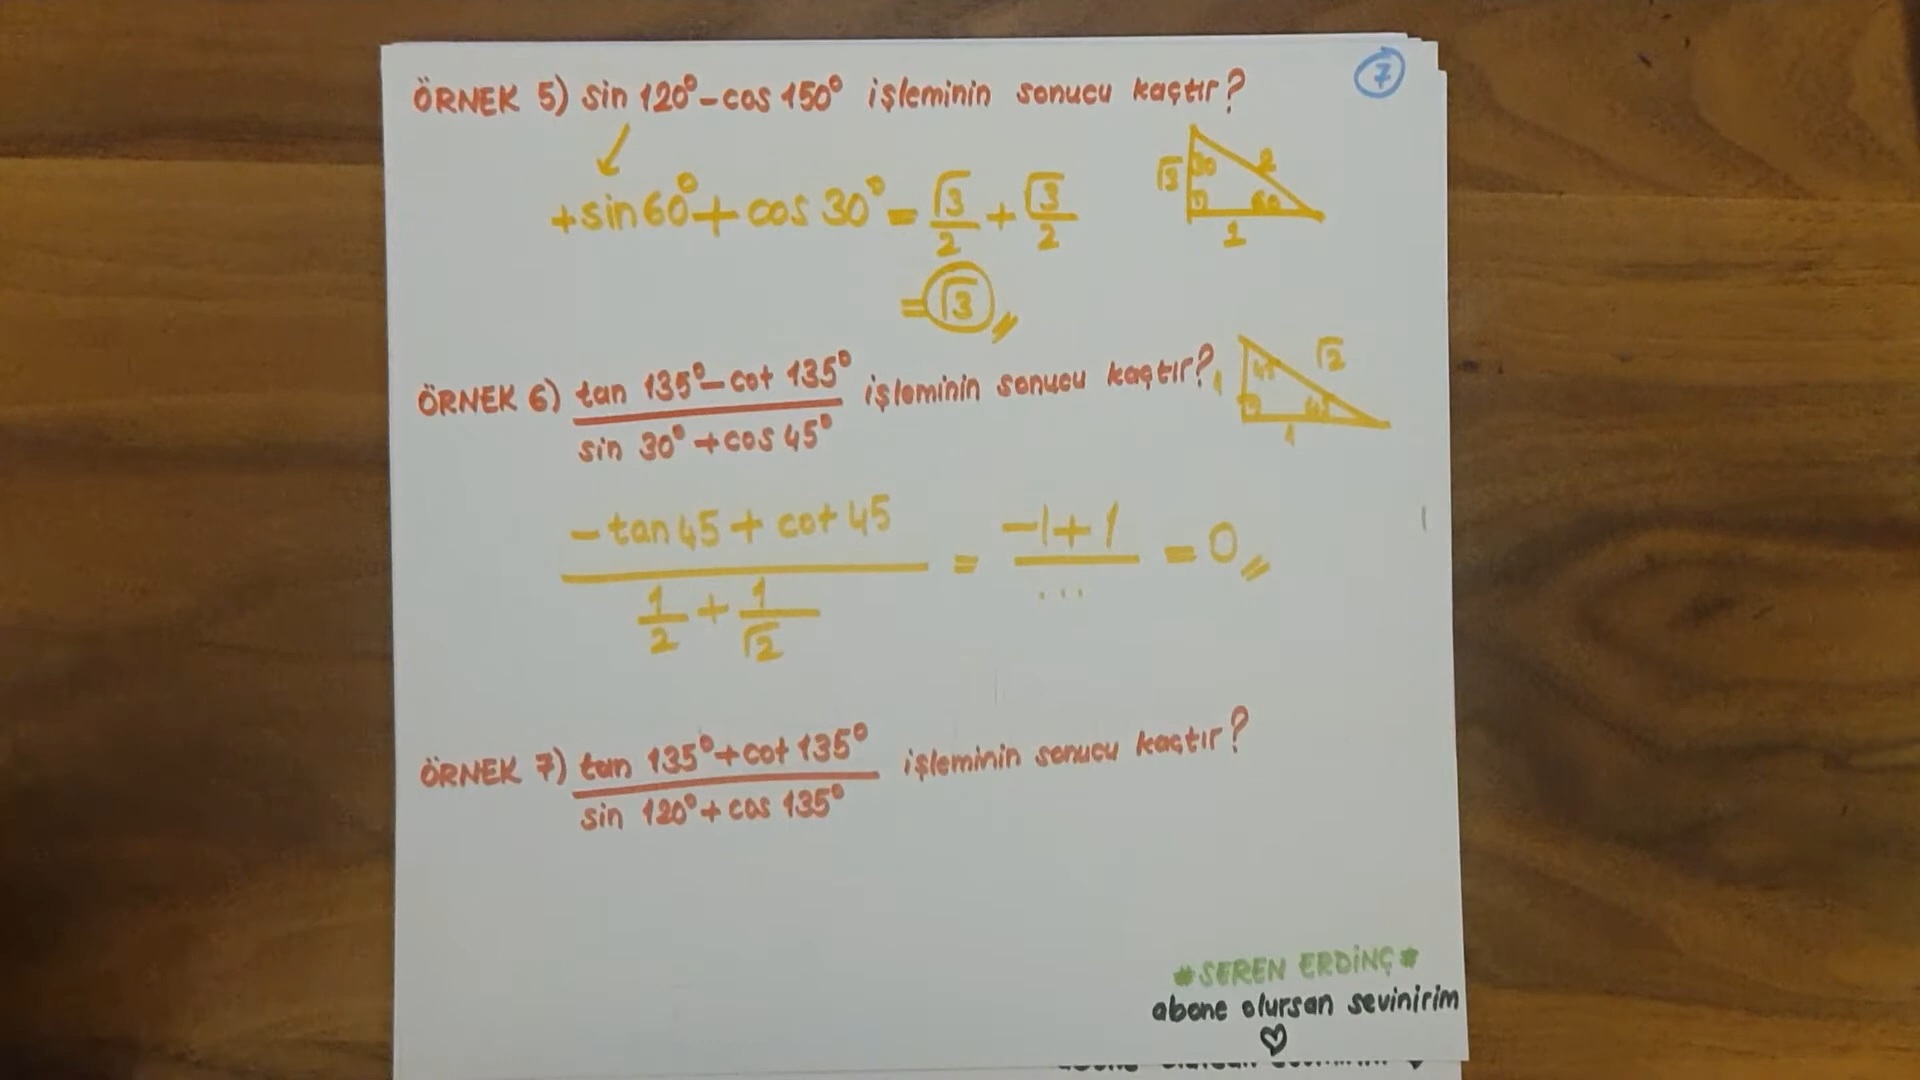 7
ÖRNEK 5) sin 120° - cos 150° işleminin sonucu kaçtır?
+sin 60° + cos 30° = √3/2 + √3/2
= √3
√3 30 2 60 1
ÖRNEK 6) tan 135° - cot 135° / sin 30° + cos 45° işleminin sonucu kaçtır?
1 45 √2 45 1
-tan 45 + cot 45 / 1/2 + 1/√2 = -1 + 1 / ... = 0
ÖRNEK 7) tan 135° + cot 135° / sin 120° + cos 135° işleminin sonucu kaçtır?
*SEREN ERDİNÇ*
abone olursan sevinirim